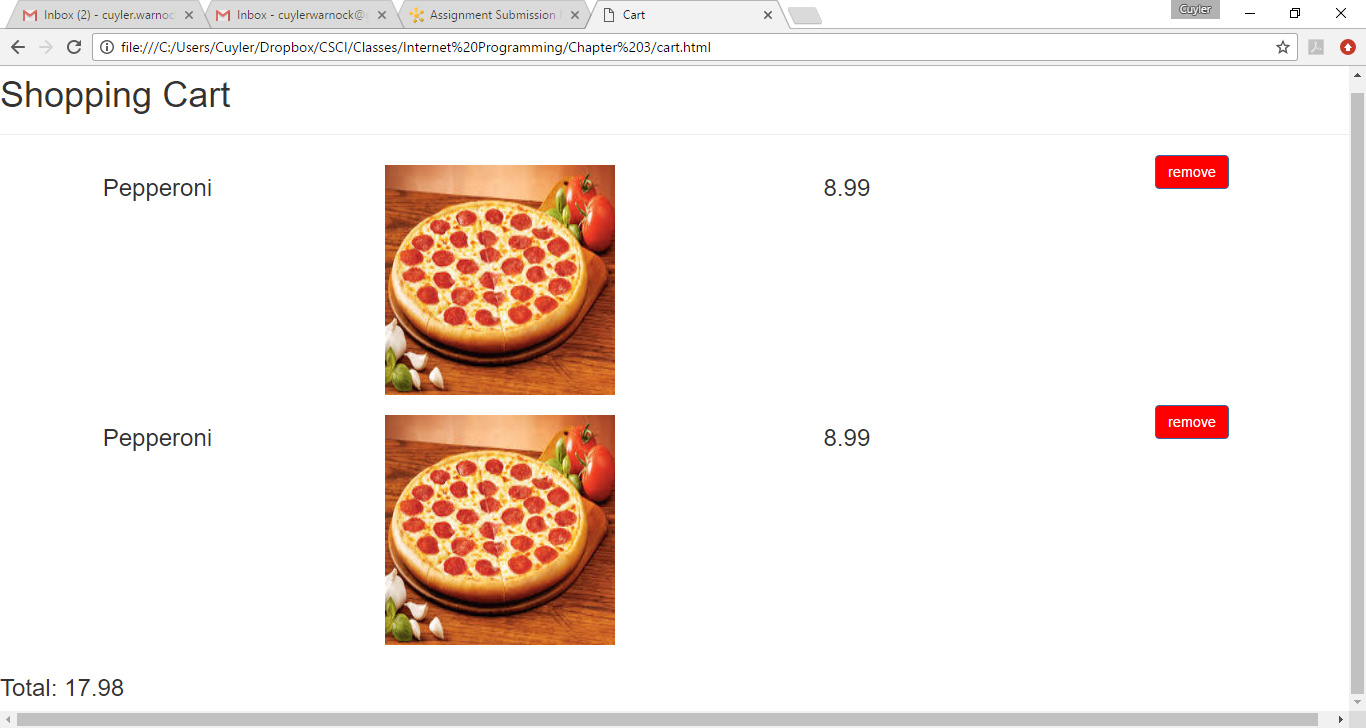 Inbox (2) - cuyler.warnoc Inbox - cuylerwarnock@g Assignment Submission Cart Cuyler
file:///C:/Users/Cuyler/Dropbox/CSCI/Classes/Internet%20Programming/Chapter%203/cart.html
Shopping Cart
Pepperoni 8.99 remove
Pepperoni 8.99 remove
Total: 17.98